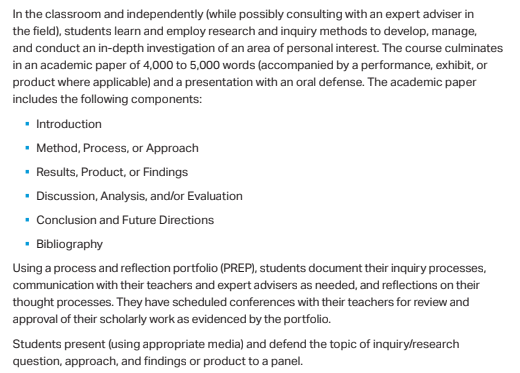 In the classroom and independently (while possibly consulting with an expert adviser in
the field), students learn and employ research and inquiry methods to develop, manage,
and conduct an in-depth investigation of an area of personal interest. The course culminates
in an academic paper of 4,000 to 5,000 words (accompanied by a performance, exhibit, or
product where applicable) and a presentation with an oral defense. The academic paper
includes the following components:
▪ Introduction
▪ Method, Process, or Approach
▪ Results, Product, or Findings
▪ Discussion, Analysis, and/or Evaluation
▪ Conclusion and Future Directions
▪ Bibliography
Using a process and reflection portfolio (PREP), students document their inquiry processes,
communication with their teachers and expert advisers as needed, and reflections on their
thought processes. They have scheduled conferences with their teachers for review and
approval of their scholarly work as evidenced by the portfolio.
Students present (using appropriate media) and defend the topic of inquiry/research
question, approach, and findings or product to a panel.